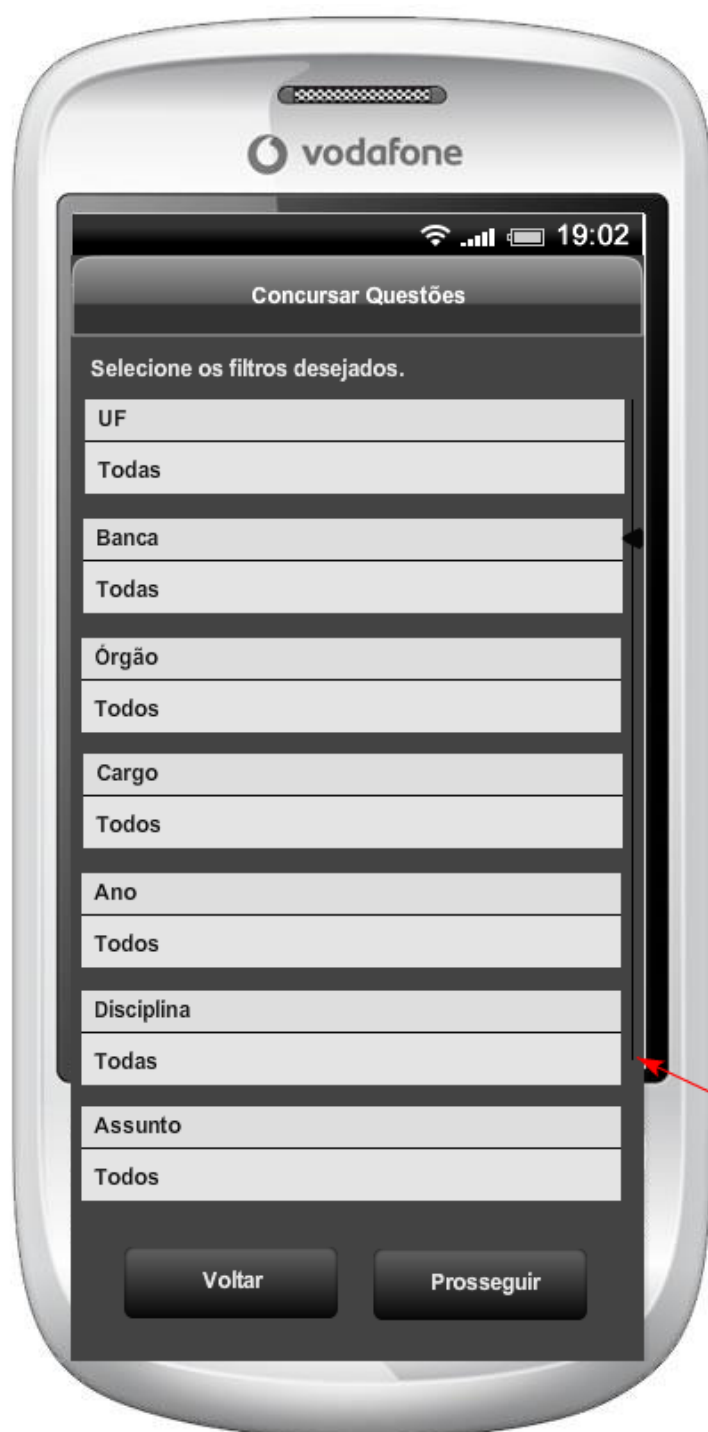 vodafone
19:02
Concursar Questões
Selecione os filtros desejados.
UF
Todas
Banca
Todas
Órgão
Todos
Cargo
Todos
Ano
Todos
Disciplina
Todas
Assunto
Todos
Voltar Prosseguir